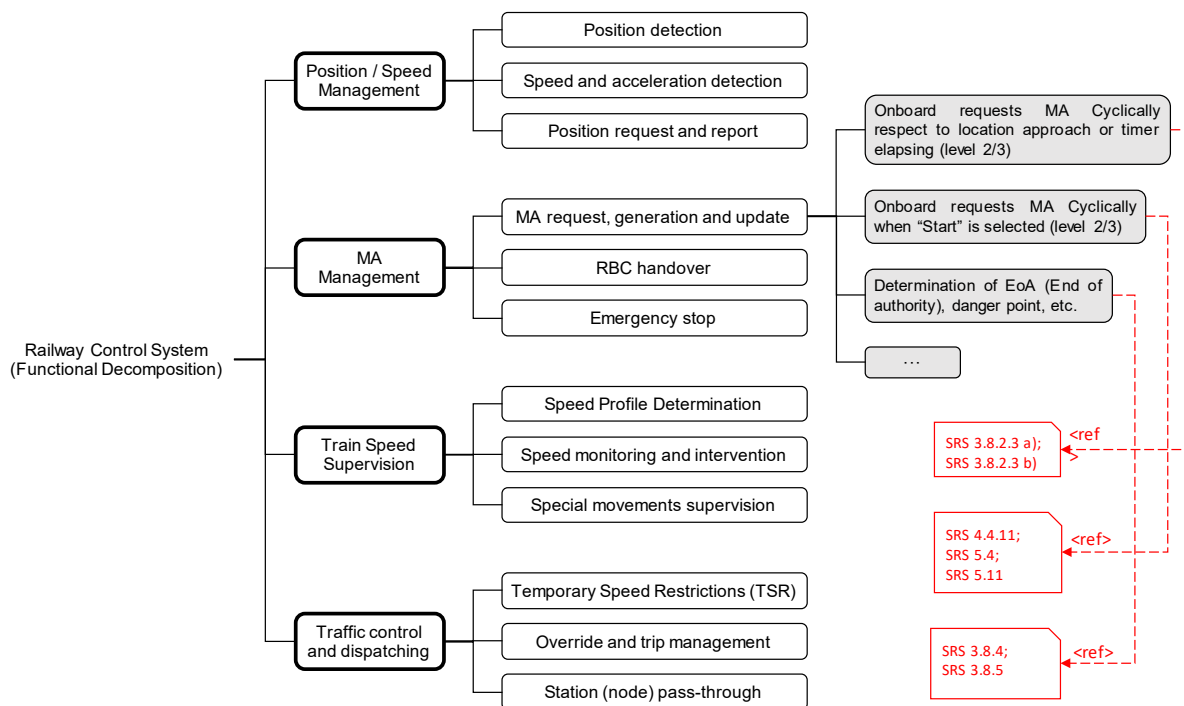 Railway Control System
(Functional Decomposition)
Position / Speed
Management
Position detection
Speed and acceleration detection
Position request and report
MA
Management
MA request, generation and update
RBC handover
Emergency stop
Onboard requests MA Cyclically
respect to location approach or timer
elapsing (level 2/3)
Onboard requests MA Cyclically
when “Start” is selected (level 2/3)
Determination of EoA (End of
authority), danger point, etc.
...
Train Speed
Supervision
Speed Profile Determination
Speed monitoring and intervention
Special movements supervision
Traffic control
and dispatching
Temporary Speed Restrictions (TSR)
Override and trip management
Station (node) pass-through
SRS 3.8.2.3 a);
SRS 3.8.2.3 b)
<ref
>
SRS 4.4.11;
SRS 5.4;
SRS 5.11
<ref>
SRS 3.8.4;
SRS 3.8.5
<ref>